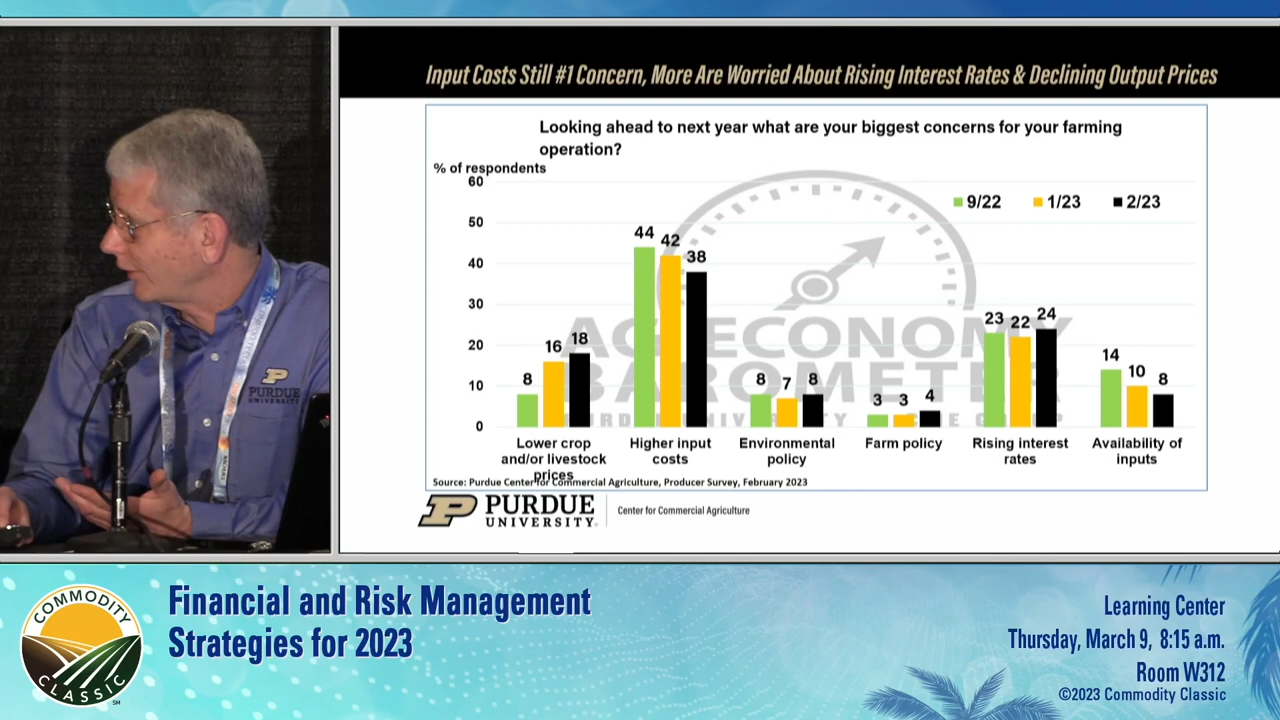 Input Costs Still #1 Concern, More Are Worried About Rising Interest Rates & Declining Output Prices
Looking ahead to next year what are your biggest concerns for your farming
operation?
% of respondents
60
50
40
30
20
10
0
9/22
1/23
2/23
8 16 18
44 42 38
8 7 8
3 3 4
23 22 24
14 10 8
AG ECONOMY
BAROMETER
Lower crop
and/or livestock
prices
Higher input
costs
Environmental
policy
Farm policy
Rising interest
rates
Availability of
inputs
Source: Purdue Center for Commercial Agriculture, Producer Survey, February 2023
P PURDUE
UNIVERSITY
Center for Commercial Agriculture
P
PURDUE
UNIVERSITY
COMMODITY
CLASSIC
SM
Financial and Risk Management
Strategies for 2023
Learning Center
Thursday, March 9, 8:15 a.m.
Room W312
©2023 Commodity Classic